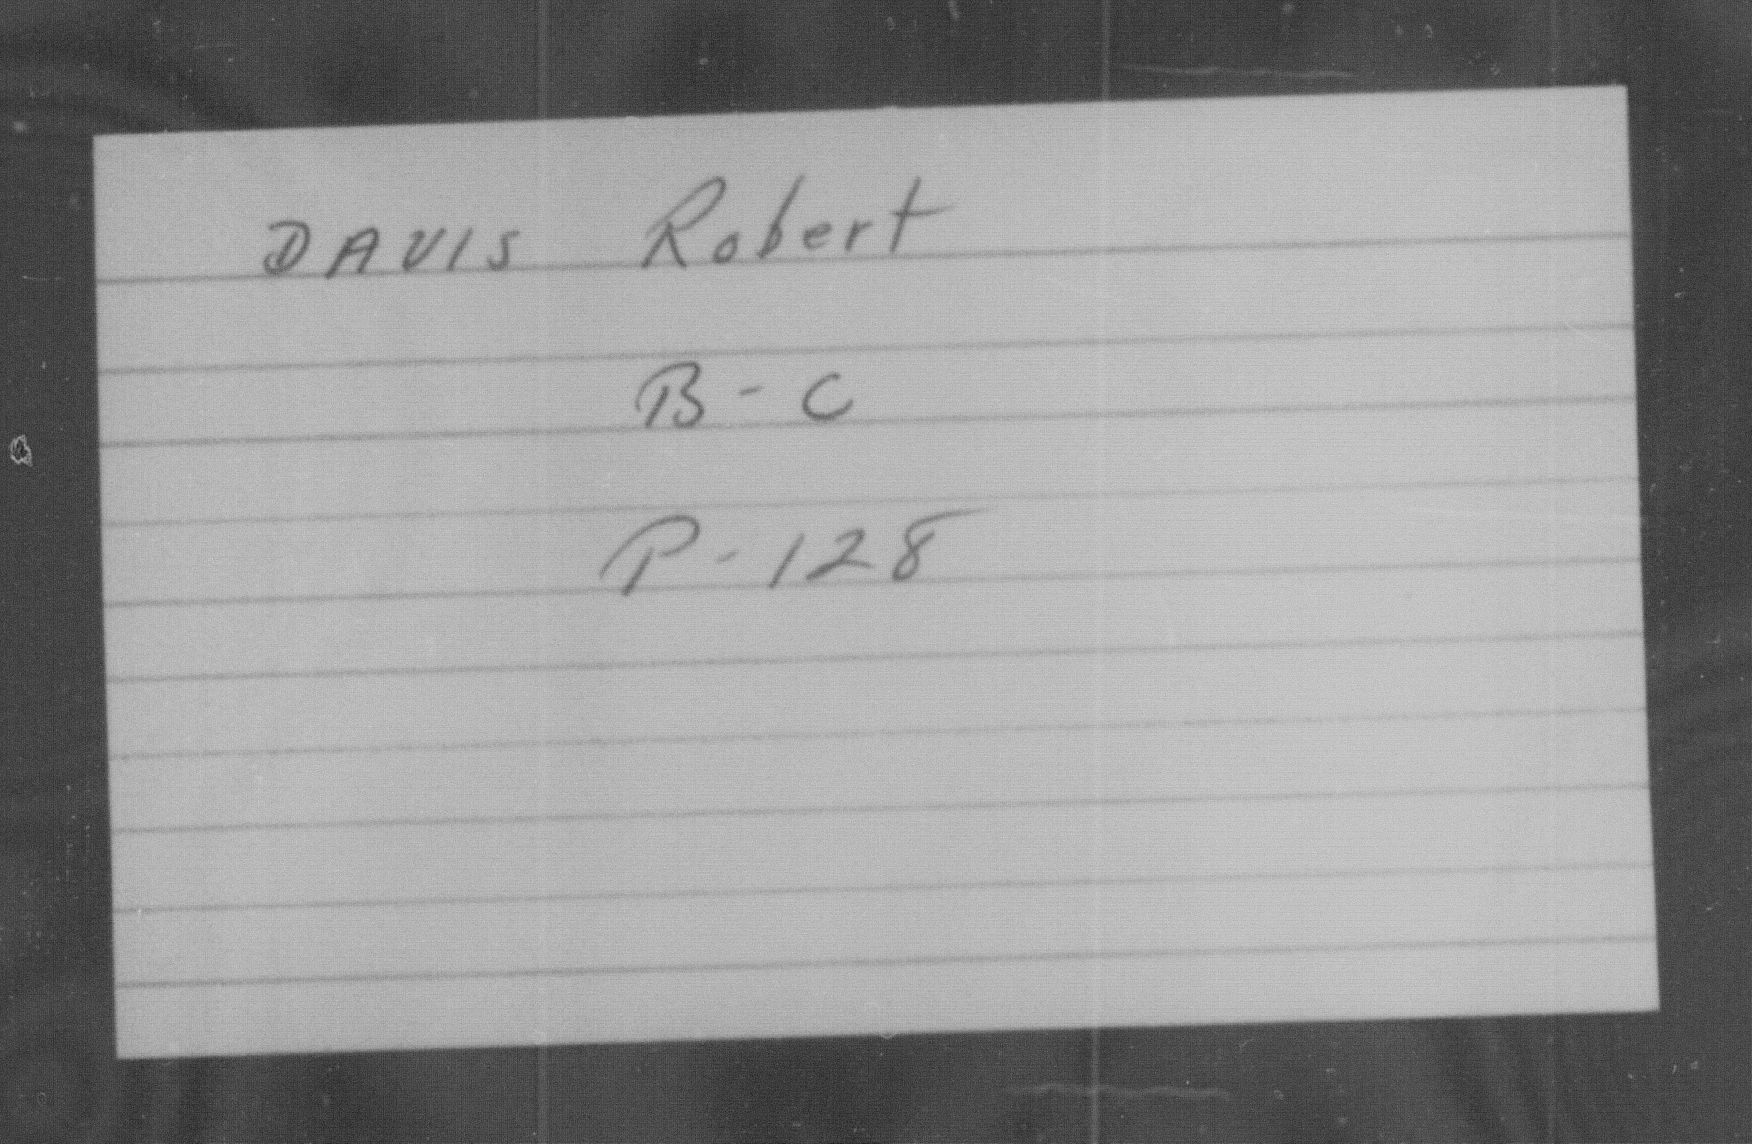 DAVIS Robert
B - C
P - 128